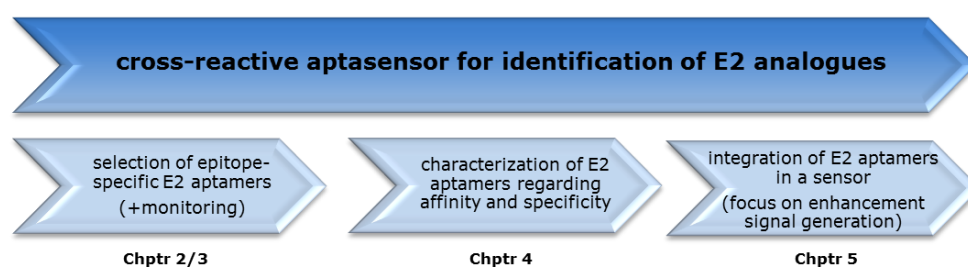 cross-reactive aptasensor for identification of E2 analogues
selection of epitope-
specific E2 aptamers
(+monitoring)
characterization of E2
aptamers regarding
affinity and specificity
integration of E2 aptamers
in a sensor
(focus on enhancement
signal generation)
Chptr 2/3
Chptr 4
Chptr 5